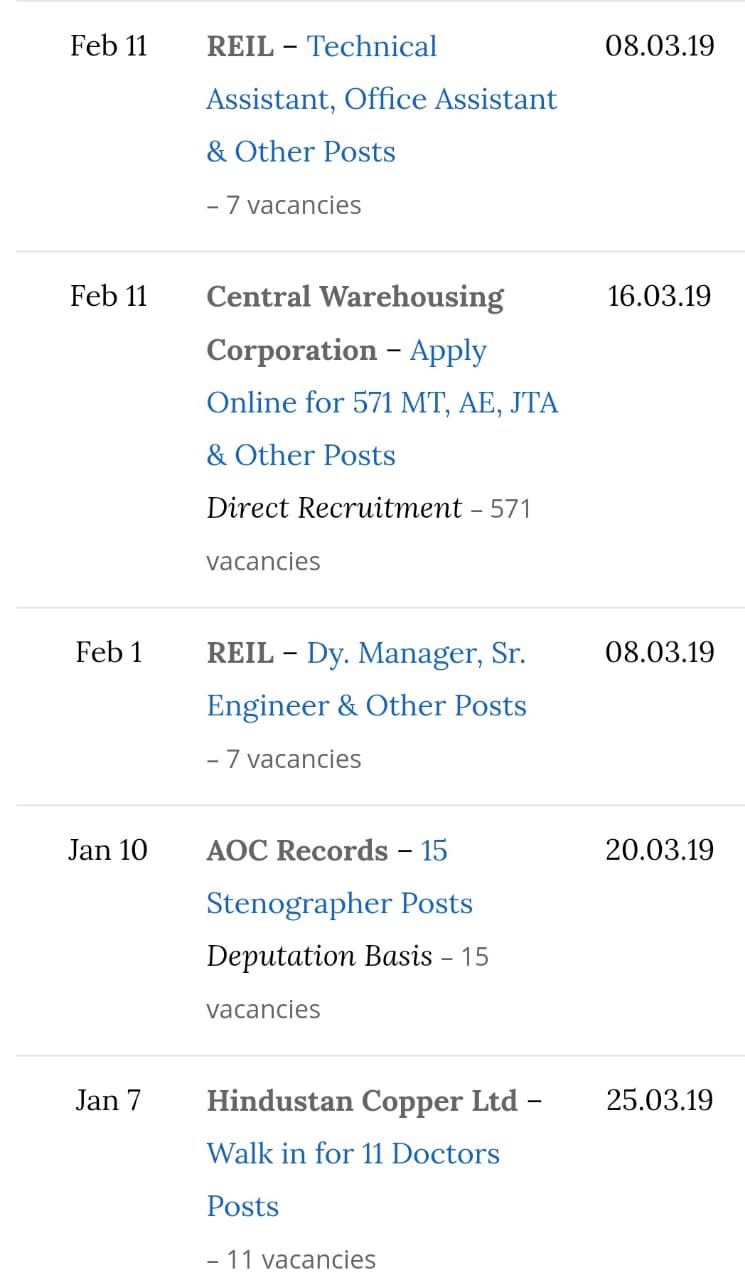 Feb 11 REIL – Technical 08.03.19
Assistant, Office Assistant
& Other Posts
– 7 vacancies
Feb 11 Central Warehousing 16.03.19
Corporation – Apply
Online for 571 MT, AE, JTA
& Other Posts
Direct Recruitment – 571
vacancies
Feb 1 REIL – Dy. Manager, Sr. 08.03.19
Engineer & Other Posts
– 7 vacancies
Jan 10 AOC Records – 15 20.03.19
Stenographer Posts
Deputation Basis – 15
vacancies
Jan 7 Hindustan Copper Ltd – 25.03.19
Walk in for 11 Doctors
Posts
– 11 vacancies